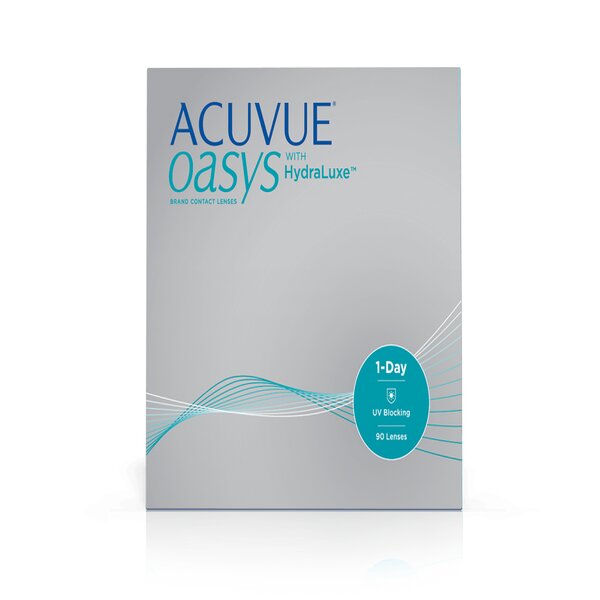 ACUVUE®
oasys WITH HydraLuxe™
BRAND CONTACT LENSES
1-Day
UV Blocking
90 Lenses